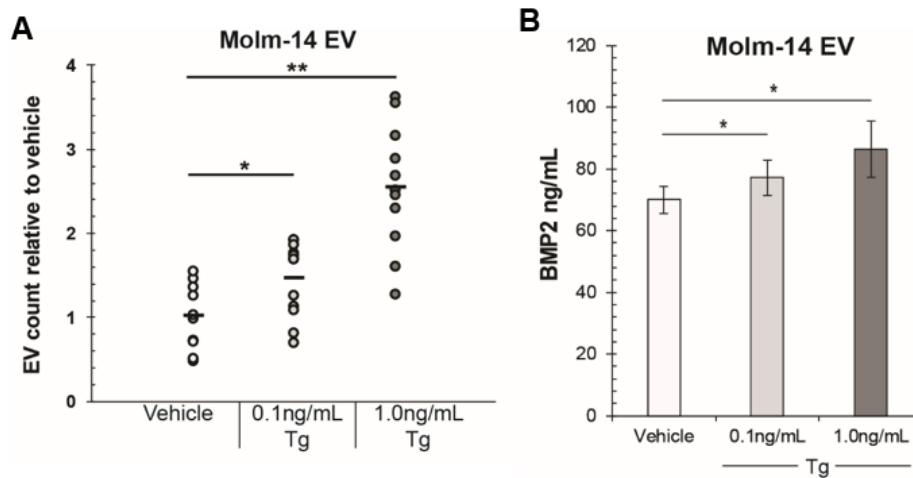 A
Molm-14 EV
EV count relative to vehicle
4
3
2
1
0
**
*
Vehicle
0.1ng/mL
Tg
1.0ng/mL
Tg
B
Molm-14 EV
BMP2 ng/mL
120
100
80
60
40
20
0
*
*
Vehicle
0.1ng/mL
1.0ng/mL
Tg